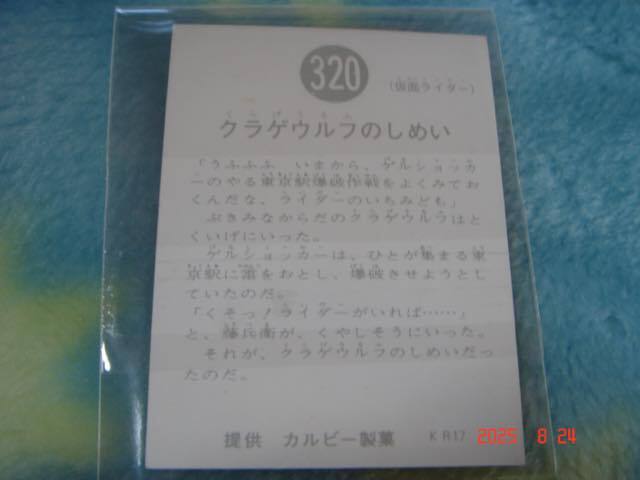 320
(仮面ライダー)
クラゲウルフのしめい
「うふふふ　いまから、ゲルショッカ
ーのやる東京駅爆破作戦をよくみてお
くんだな、ライダーのいちみども」
ぶきみなからだのクラゲウルフはと
くいげにいった。
ゲルショッカーは、ひとが集まる東
京駅に雷をおとし、爆破させようとし
ていたのだ。
「くそっ！ライダーがいれば……」
と、藤兵衛が、くやしそうにいった。
それが、クラゲウルフのしめいだっ
たのだ。
提供　カルビー製菓
KR17
2025 8 24